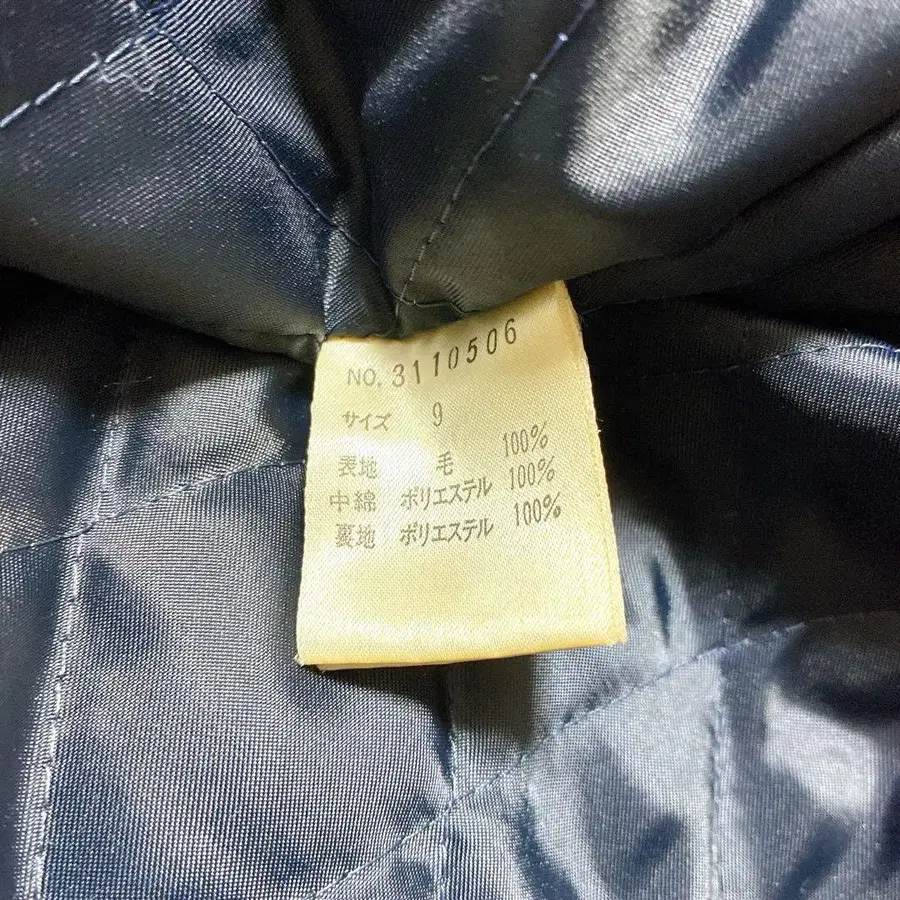 NO. 3110506
サイズ 9
表地 毛 100%
中綿 ポリエステル 100%
裏地 ポリエステル 100%